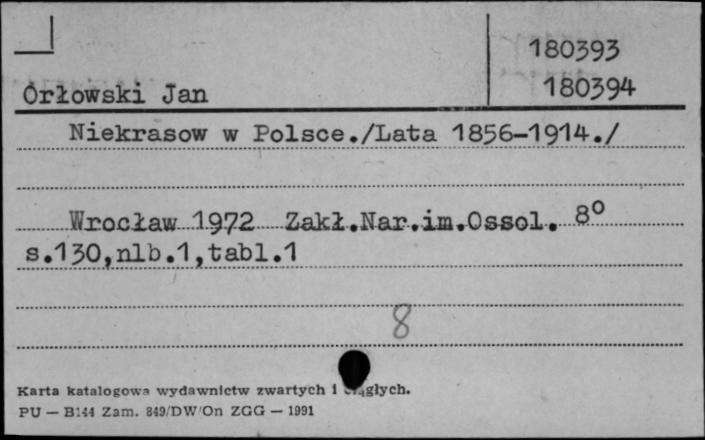 180393
Orłowski Jan 180394
Niekrasow w Polsce./Lata 1856-1914./
Wrocław 1972 Zakł.Nar.im.Ossol. 8°
s.130,nlb.1,tabl.1
8
Karta katalogowa wydawnictw zwartych i ciągłych.
PU — B144 Zam. 849/DW/On ZGG — 1991